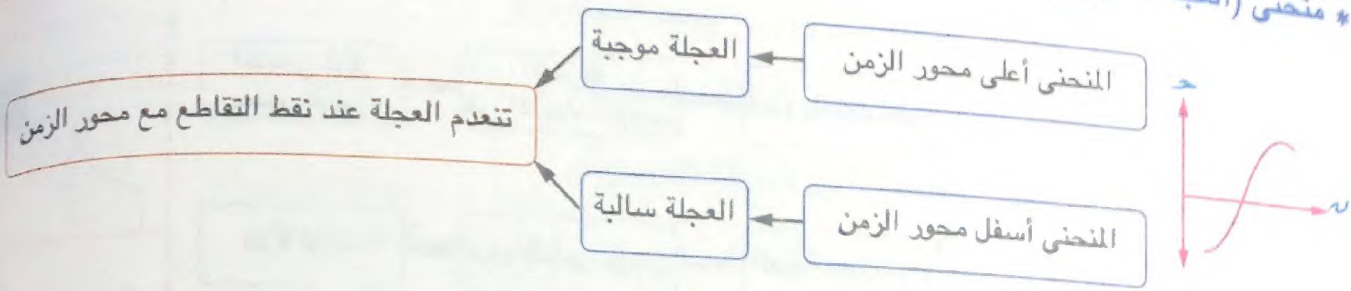 * منحنى
المنحنى أعلى محور الزمن
العجلة موجبة
تنعدم العجلة عند نقط التقاطع مع محور الزمن
المنحنى أسفل محور الزمن
العجلة سالبة
ح
ن